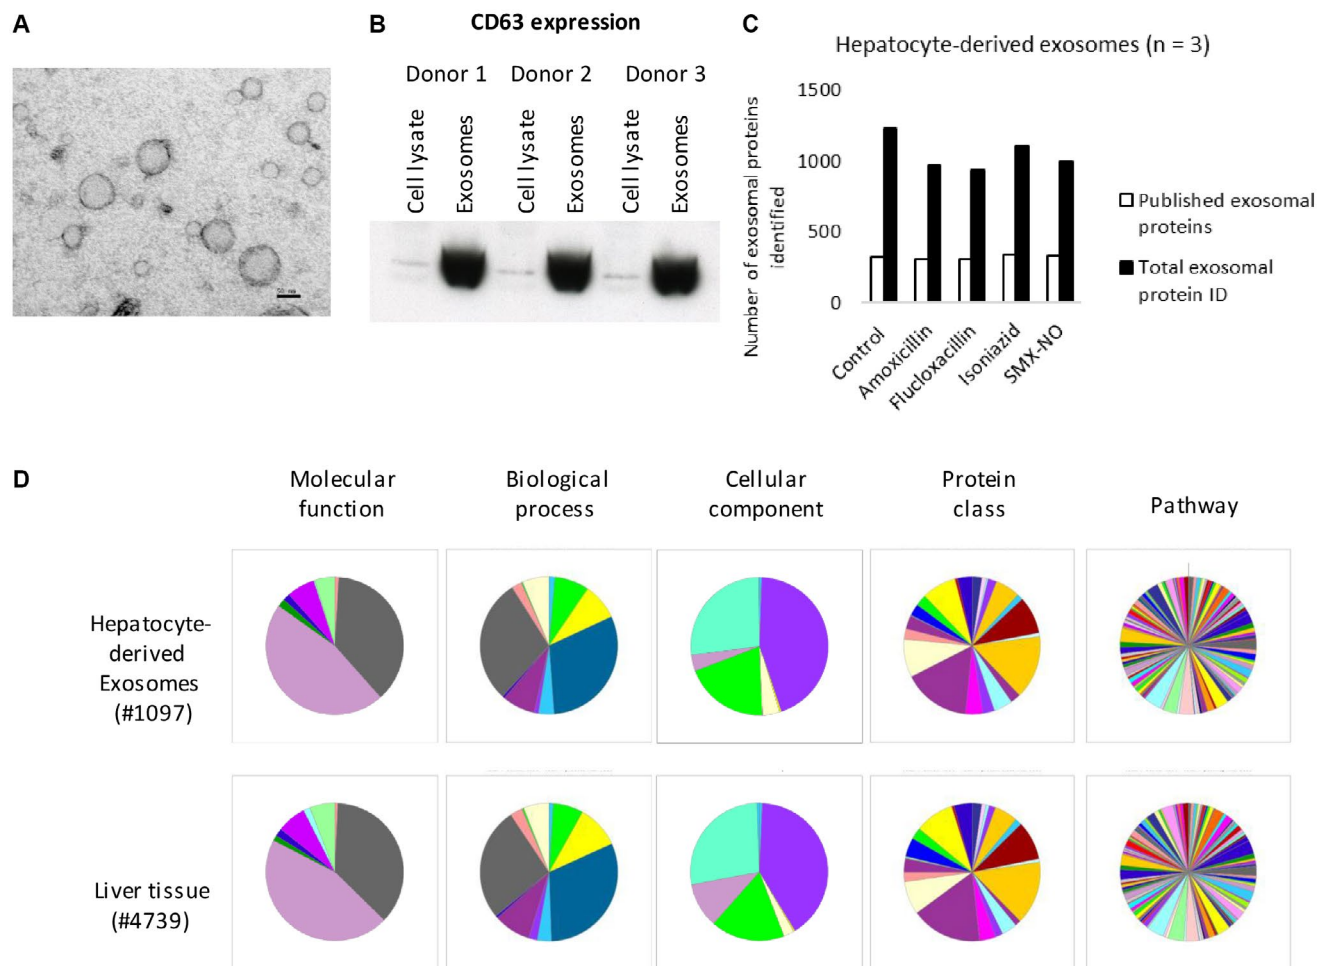 A
B
CD63 expression
Donor 1 Donor 2 Donor 3
Cell lysate
Exosomes
Cell lysate
Exosomes
Cell lysate
Exosomes
C
Hepatocyte-derived exosomes (n = 3)
Number of exosomal proteins
identified
1500
1000
500
0
Control
Amoxicillin
Flucloxacillin
Isoniazid
SMX-NO
Published exosomal
proteins
Total exosomal
protein ID
D
Molecular
function
Biological
process
Cellular
component
Protein
class
Pathway
Hepatocyte-
derived
Exosomes
(#1097)
Liver tissue
(#4739)